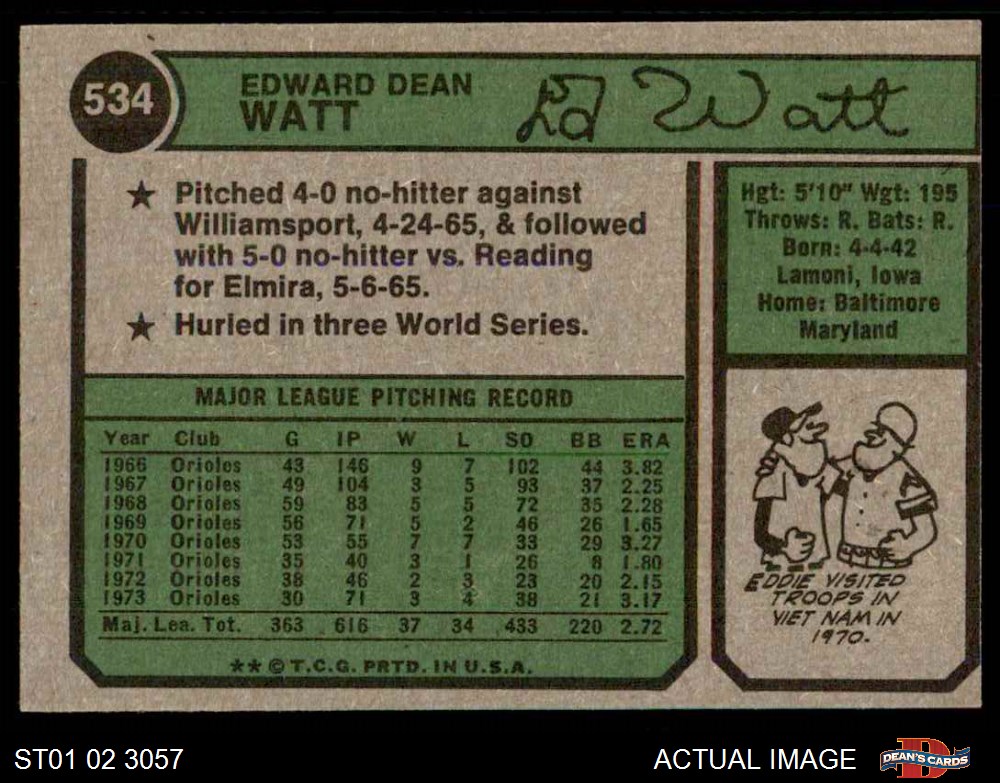 534
EDWARD DEAN
WATT
Ed Watt
★ Pitched 4-0 no-hitter against
Williamsport, 4-24-65, & followed
with 5-0 no-hitter vs. Reading
for Elmira, 5-6-65.
★ Hurled in three World Series.
Hgt: 5'10" Wgt: 195
Throws: R. Bats: R.
Born: 4-4-42
Lamoni, Iowa
Home: Baltimore
Maryland
MAJOR LEAGUE PITCHING RECORD
Year Club G IP W L SO BB ERA
1966 Orioles 43 146 9 7 102 44 3.82
1967 Orioles 49 104 3 5 93 37 2.25
1968 Orioles 59 83 5 5 72 35 2.28
1969 Orioles 56 71 5 2 46 26 1.65
1970 Orioles 53 55 7 7 33 29 3.27
1971 Orioles 35 40 3 1 26 8 1.80
1972 Orioles 38 46 2 3 23 20 2.15
1973 Orioles 30 71 3 4 38 21 3.17
Maj. Lea. Tot. 363 616 37 34 433 220 2.72
★★ © T.C.G. PRTD. IN U.S.A.
EDDIE VISITED
TROOPS IN
VIET NAM IN
1970.
ST01 02 3057
ACTUAL IMAGE
DEAN'S CARDS